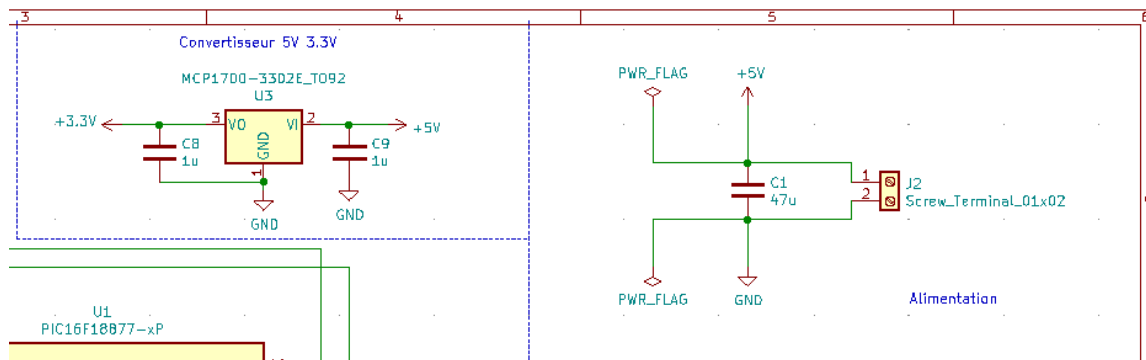 3
4
5
6
Convertisseur 5V 3.3V
MCP1700-3302E_TO92
U3
+3.3V
3
VO
VI
2
+5V
GND
1
C8
1u
C9
1u
GND
GND
PWR_FLAG
+5V
C1
47u
1
2
J2
Screw_Terminal_01x02
PWR_FLAG
GND
Alimentation
U1
PIC16F18877-xP